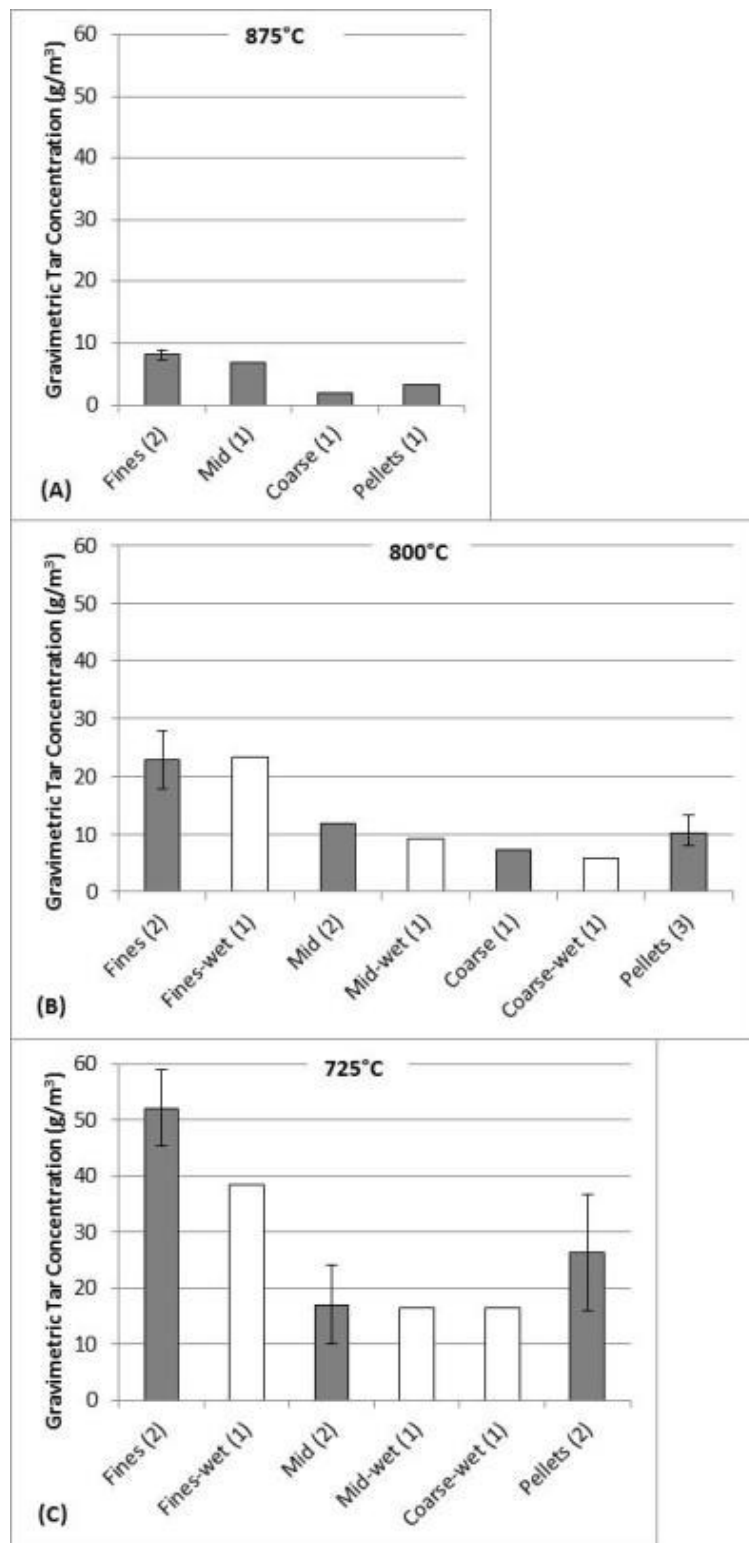 875°C
Gravimetric Tar Concentration (g/m³)
60
50
40
30
20
10
0
Fines (2)
Mid (1)
Coarse (1)
Pellets (1)
(A)
800°C
Gravimetric Tar Concentration (g/m³)
60
50
40
30
20
10
0
Fines (2)
Fines-wet (1)
Mid (2)
Mid-wet (1)
Coarse (1)
Coarse-wet (1)
Pellets (3)
(B)
725°C
Gravimetric Tar Concentration (g/m³)
60
50
40
30
20
10
0
Fines (2)
Fines-wet (1)
Mid (2)
Mid-wet (1)
Coarse-wet (1)
Pellets (2)
(C)